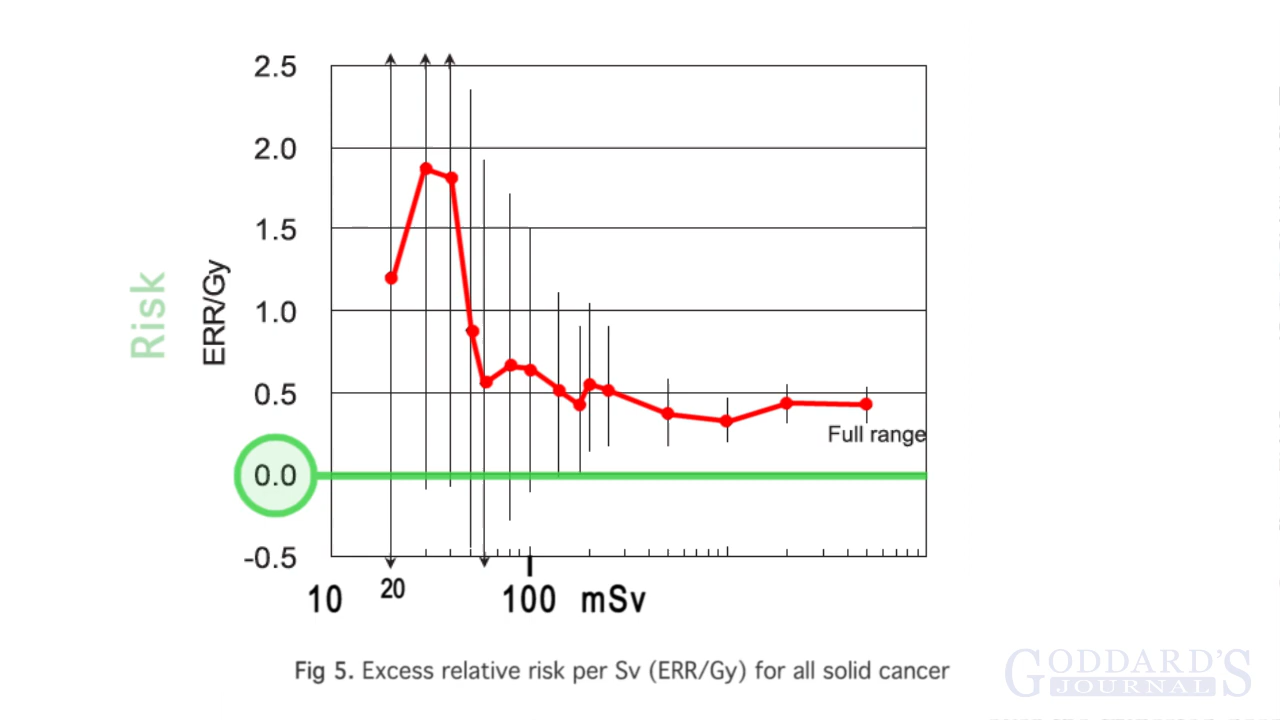 2.5
2.0
1.5
1.0
0.5
0.0
-0.5
Risk
ERR/Gy
Full range
10 20 100 mSv
Fig 5. Excess relative risk per Sv (ERR/Gy) for all solid cancer
GODDARD'S
JOURNAL